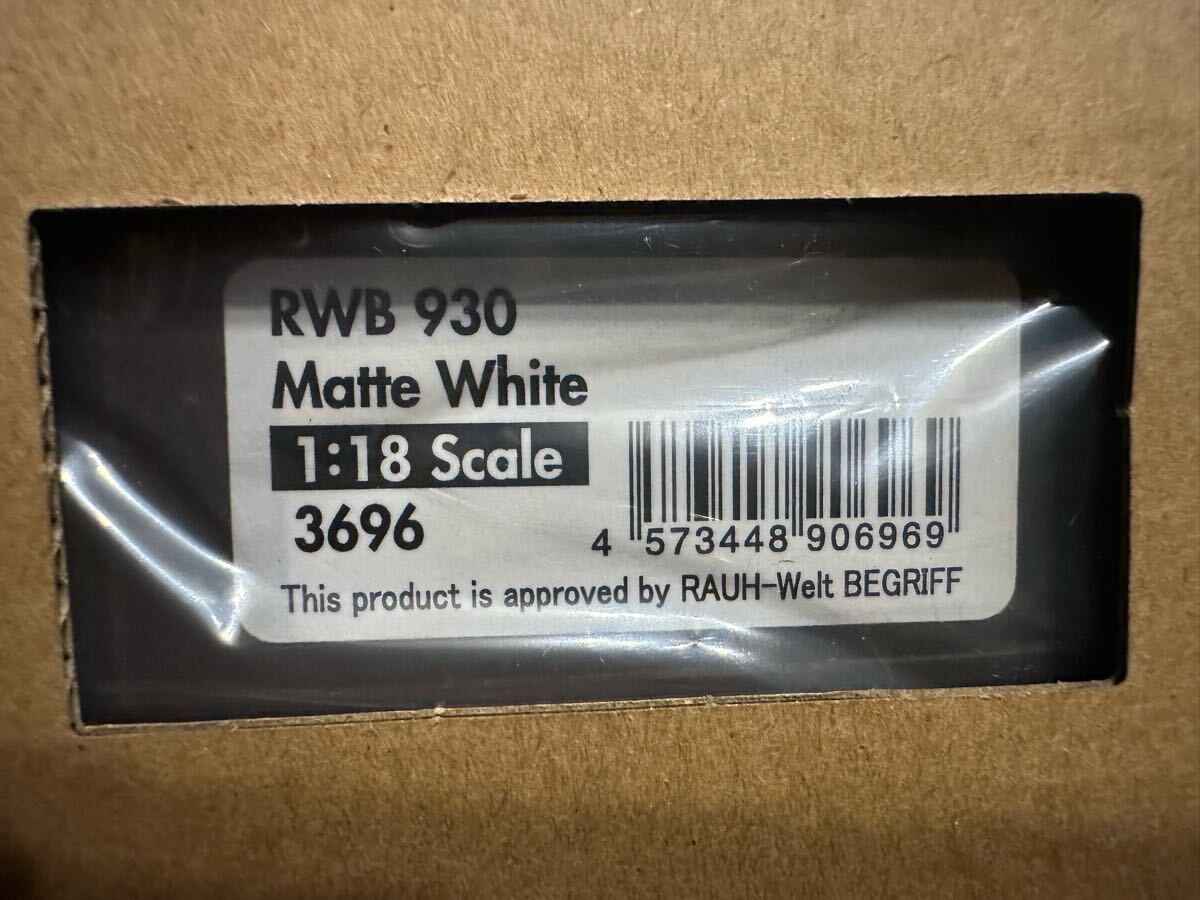 RWB 930
Matte White
1:18 Scale
3696
4 573448 906969
This product is approved by RAUH-Welt BEGRIFF